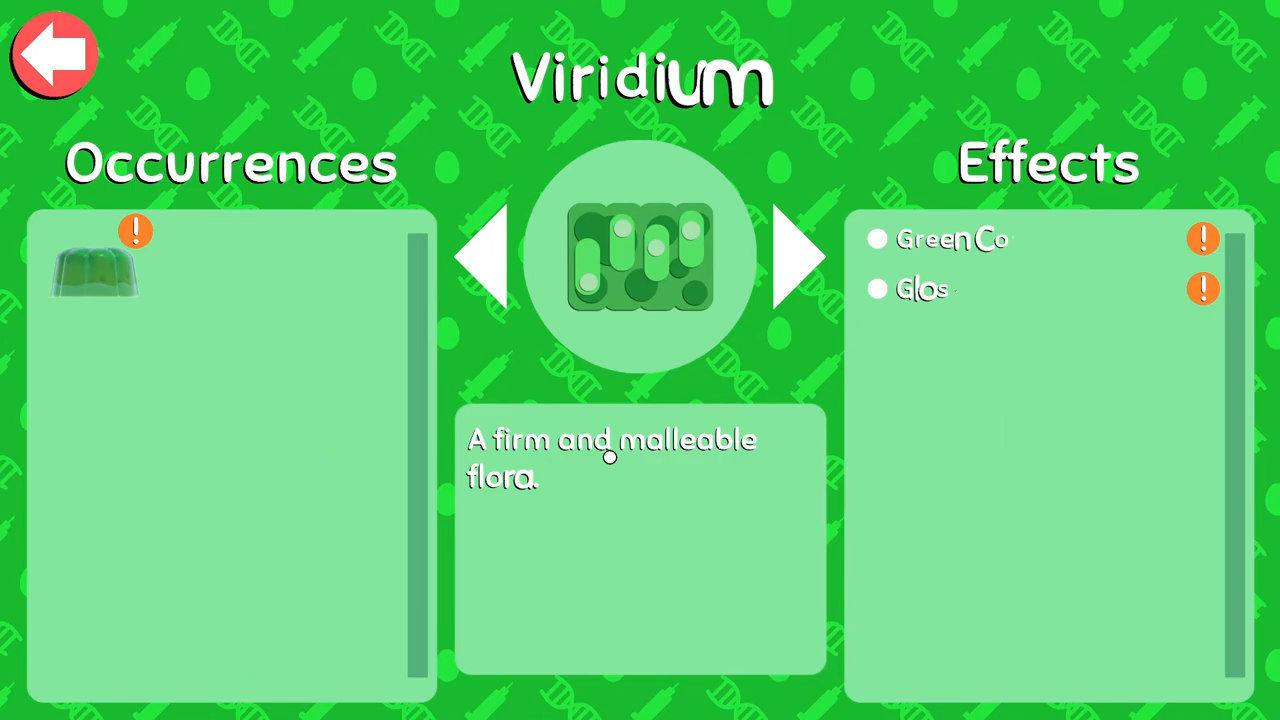 Viridium
Occurrences
Effects
!
Green Co
!
Glos
!
A firm and malleable
flora.